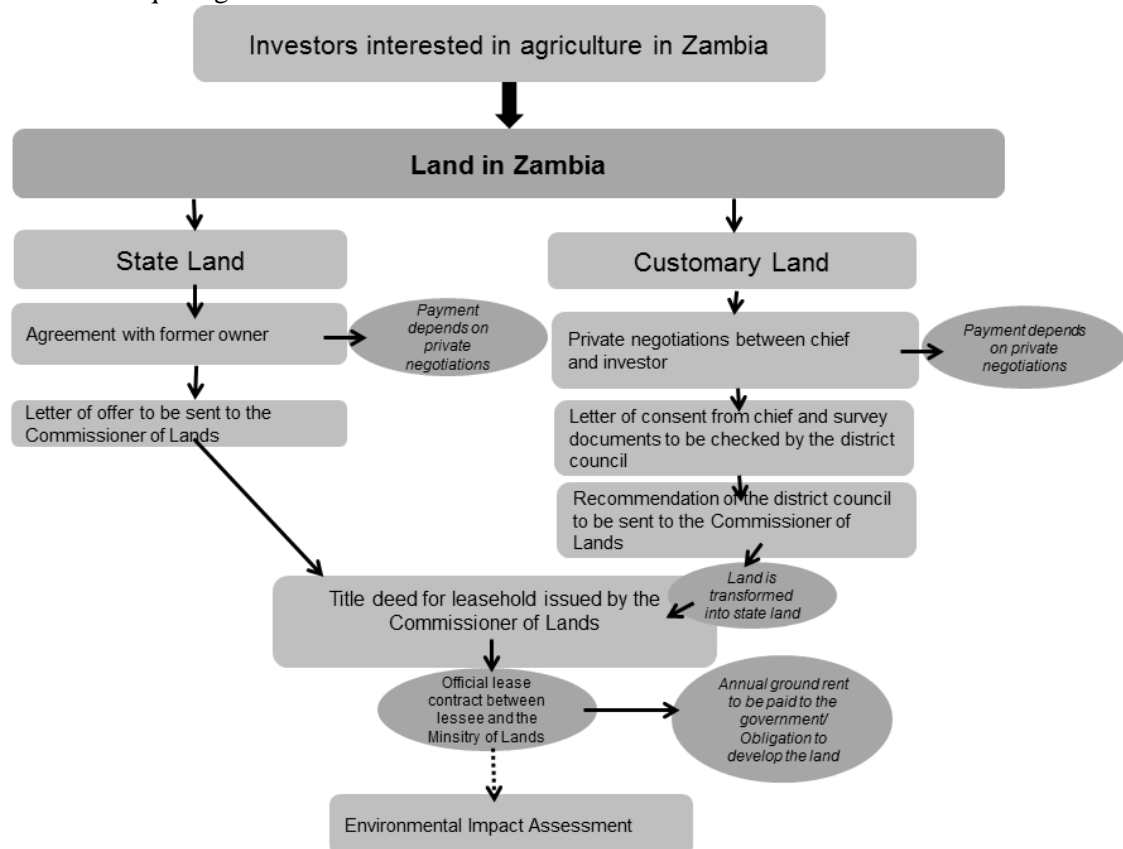 Investors interested in agriculture in Zambia
Land in Zambia
State Land
Customary Land
Agreement with former owner
Payment
depends on
private
negotiations
Private negotiations between chief
and investor
Payment depends
on private
negotiations
Letter of offer to be sent to the
Commissioner of Lands
Letter of consent from chief and survey
documents to be checked by the district
council
Recommendation of the district council
to be sent to the Commissioner of
Lands
Land is
transformed
into state land
Title deed for leasehold issued by the
Commissioner of Lands
Official lease
contract between
lessee and the
Minsitry of Lands
Annual ground rent
to be paid to the
government/
Obligation to
develop the land
Environmental Impact Assessment